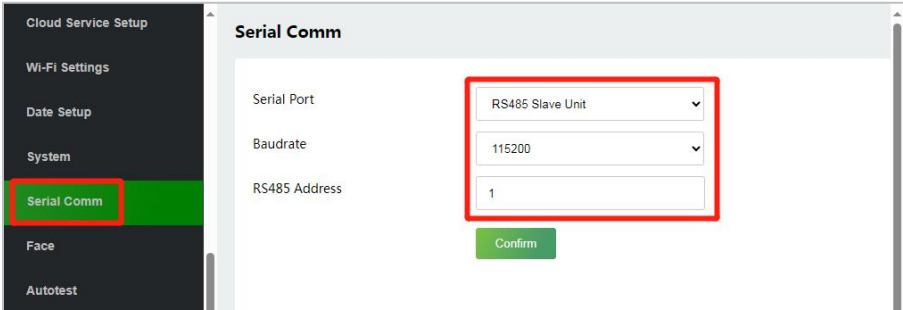 Cloud Service Setup
Wi-Fi Settings
Date Setup
System
Serial Comm
Face
Autotest
Serial Comm
Serial Port
RS485 Slave Unit
Baudrate
115200
RS485 Address
1
Confirm